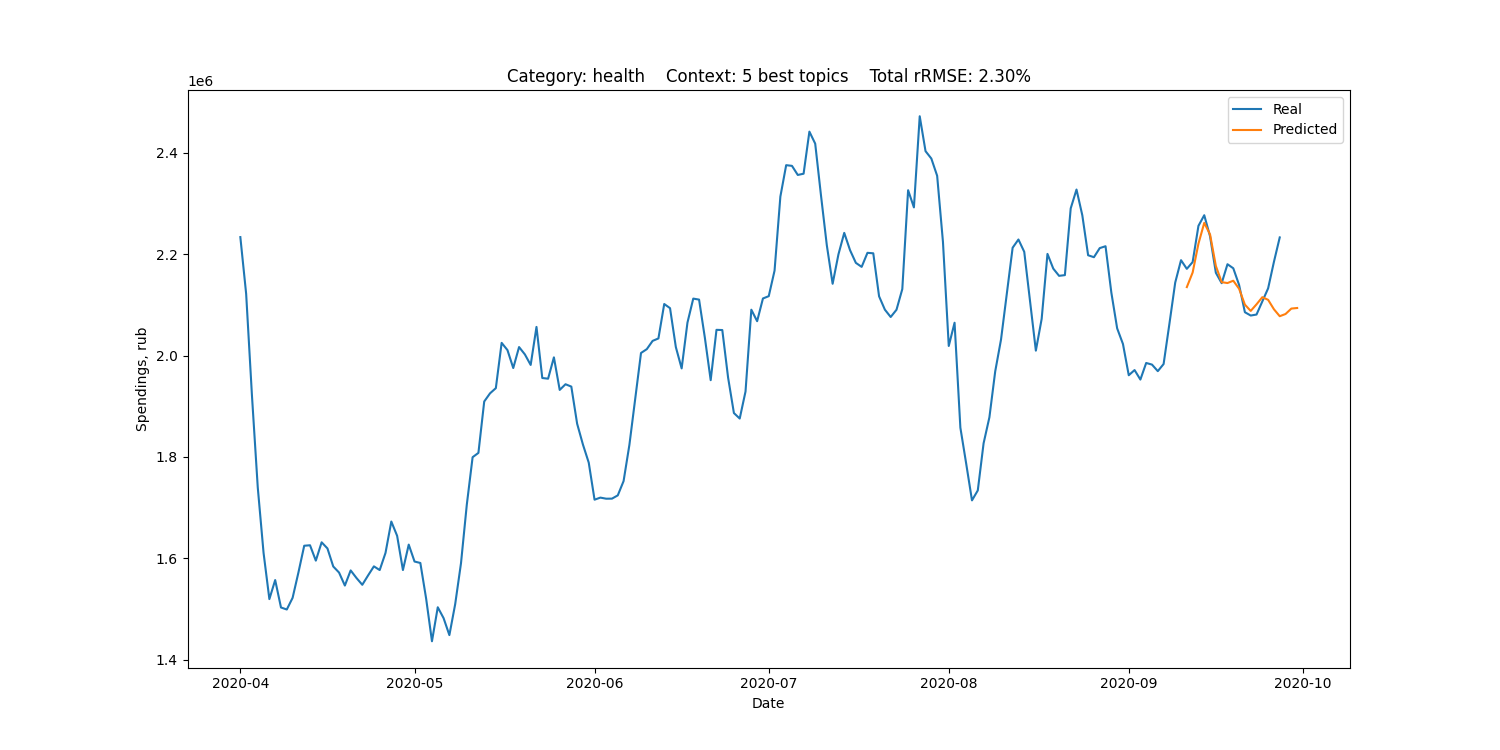 Category: health    Context: 5 best topics    Total rRMSE: 2.30%
1e6
Real
Predicted
2.4
2.2
2.0
1.8
1.6
1.4
Spendings, rub
2020-04
2020-05
2020-06
2020-07
2020-08
2020-09
2020-10
Date